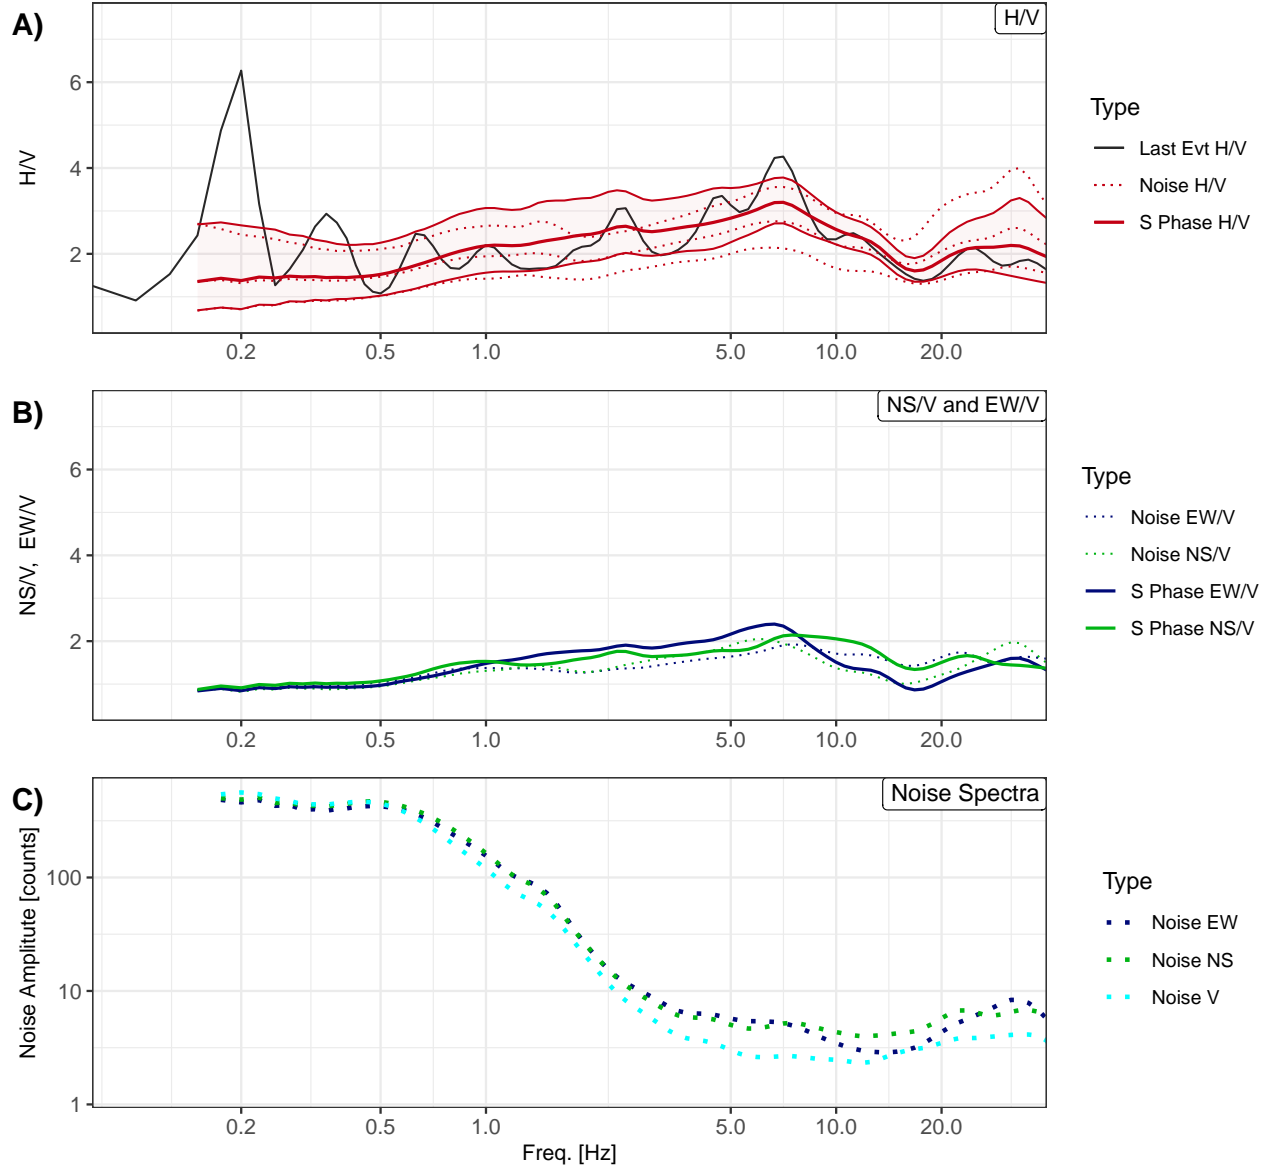 A)
H/V
6
4
2
H/V
0.2 0.5 1.0 5.0 10.0 20.0
Type
Last Evt H/V
Noise H/V
S Phase H/V
B)
NS/V and EW/V
6
4
2
NS/V, EW/V
0.2 0.5 1.0 5.0 10.0 20.0
Type
Noise EW/V
Noise NS/V
S Phase EW/V
S Phase NS/V
C)
Noise Spectra
100
10
1
Noise Amplitute [counts]
0.2 0.5 1.0 5.0 10.0 20.0
Freq. [Hz]
Type
Noise EW
Noise NS
Noise V